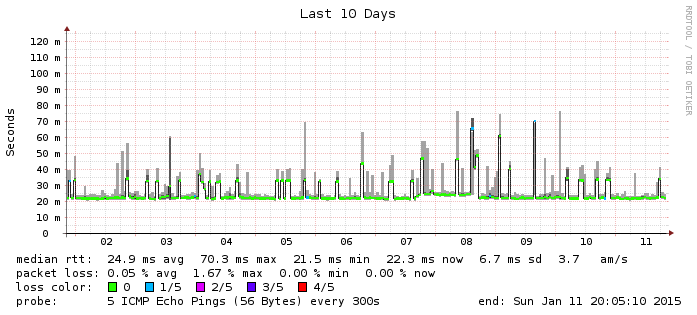 Last 10 Days
RRDTOOL / TOBI OETIKER
Seconds
120 m
110 m
100 m
90 m
80 m
70 m
60 m
50 m
40 m
30 m
20 m
10 m
0
02 03 04 05 06 07 08 09 10 11
median rtt: 24.9 ms avg 70.3 ms max 21.5 ms min 22.3 ms now 6.7 ms sd 3.7 am/s
packet loss: 0.05 % avg 1.67 % max 0.00 % min 0.00 % now
loss color: 0 1/5 2/5 3/5 4/5
probe: 5 ICMP Echo Pings (56 Bytes) every 300s end: Sun Jan 11 20:05:10 2015